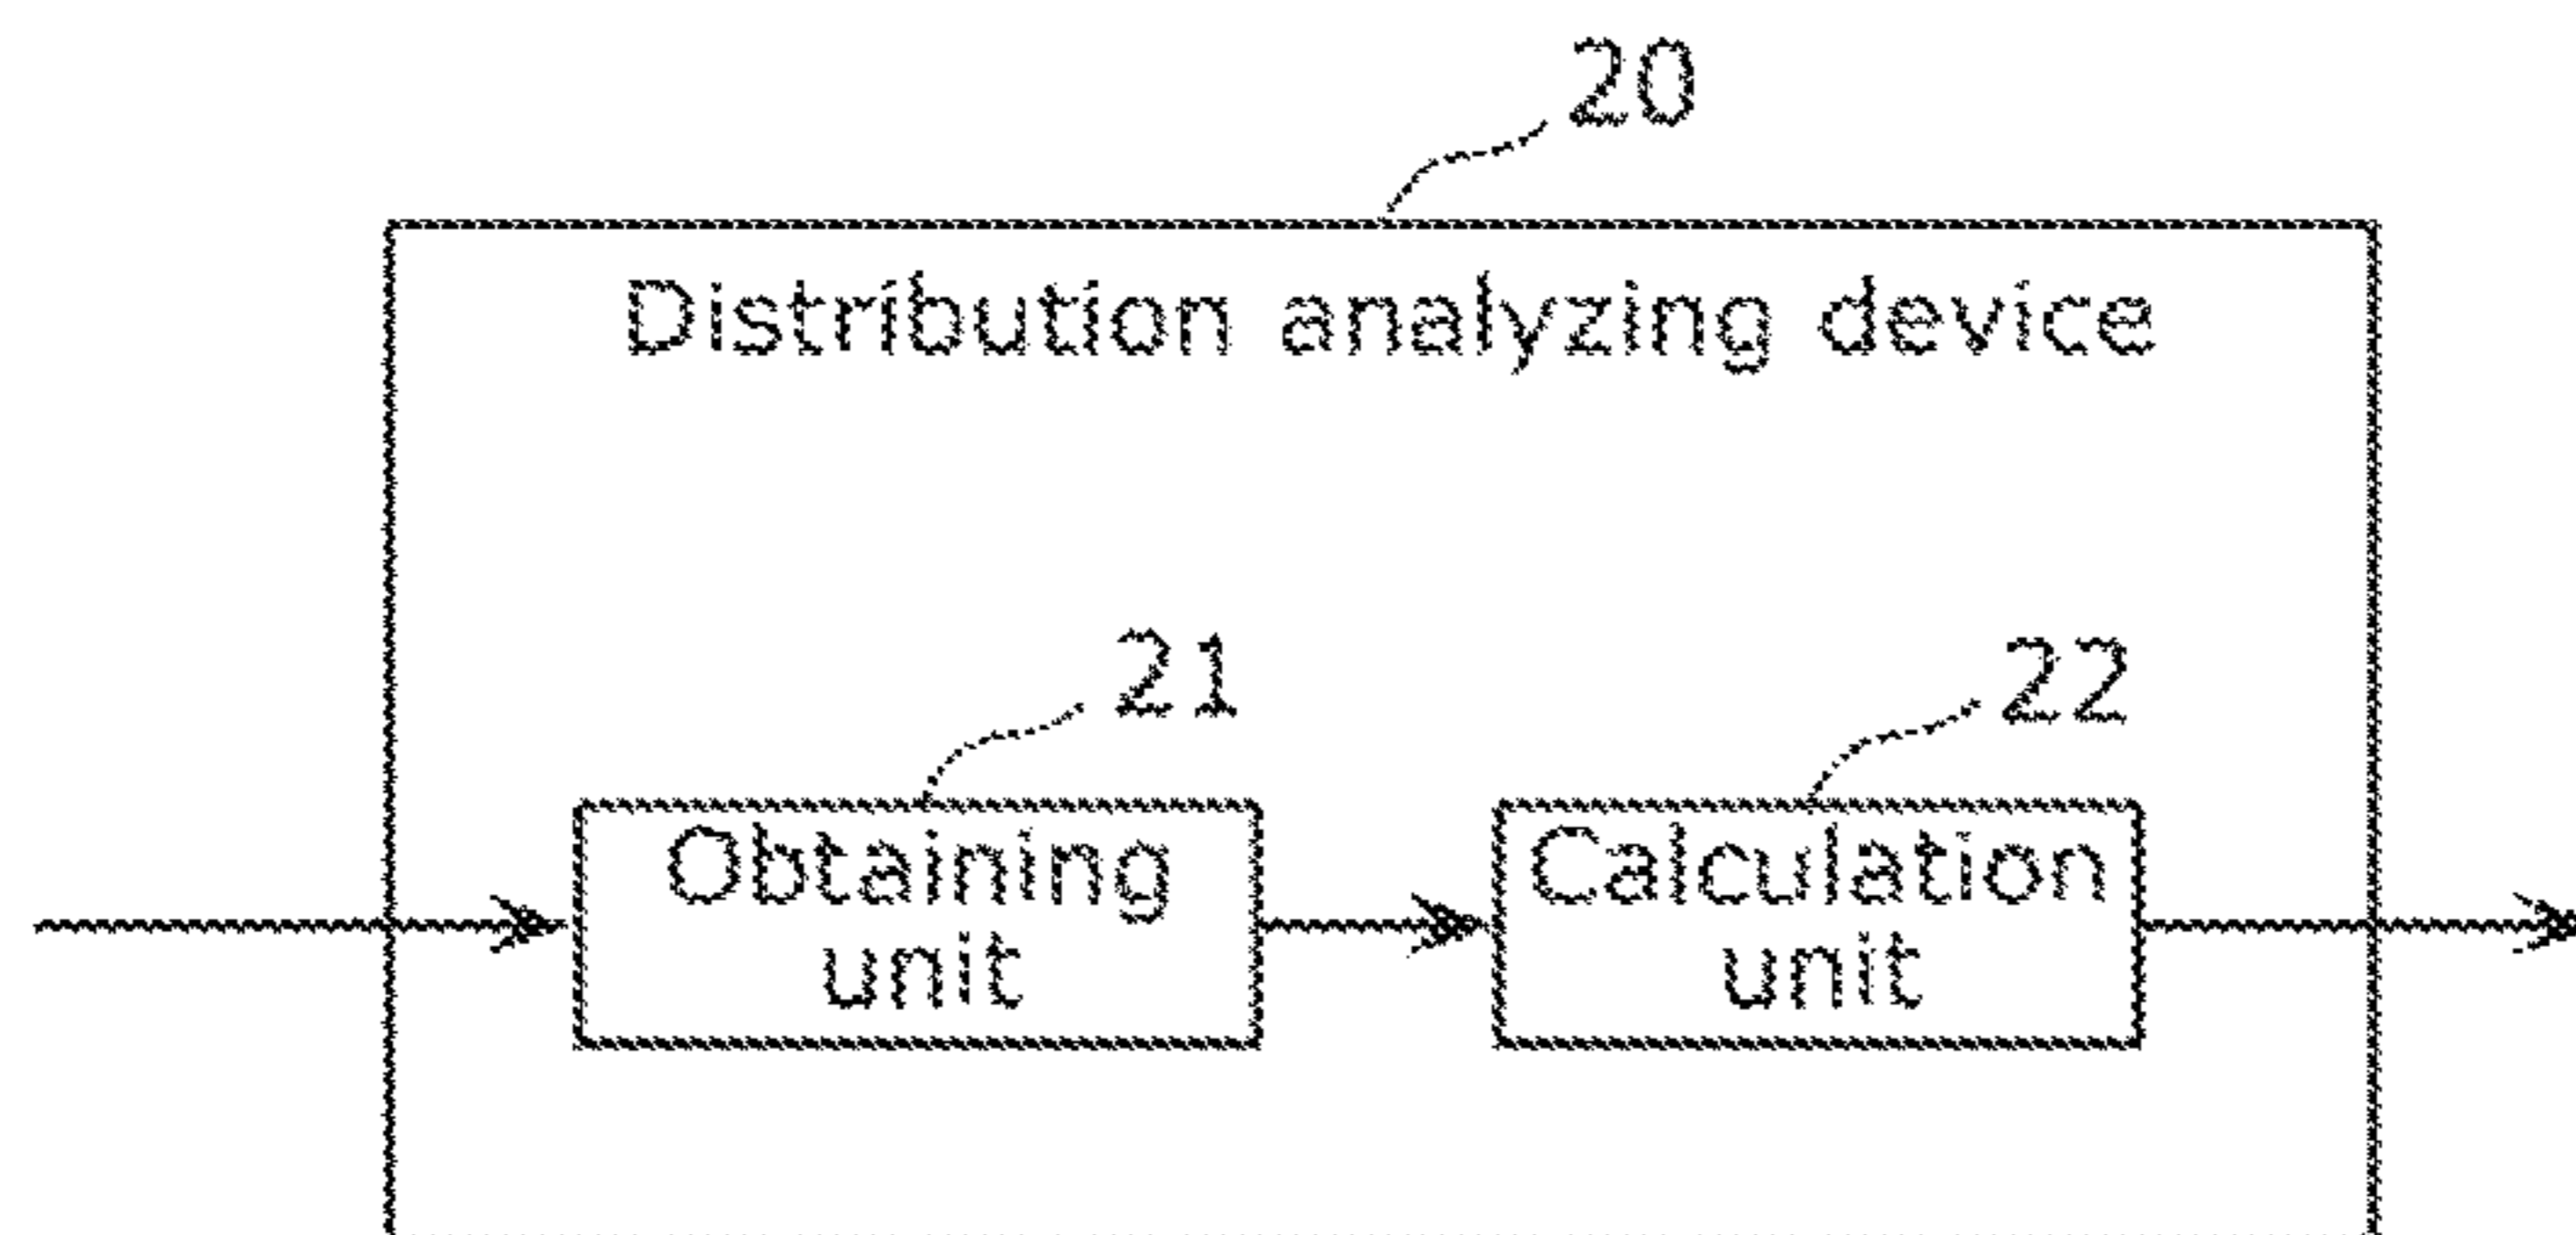 20
Distribution analyzing device
21
22
Obtaining
unit
Calculation
unit